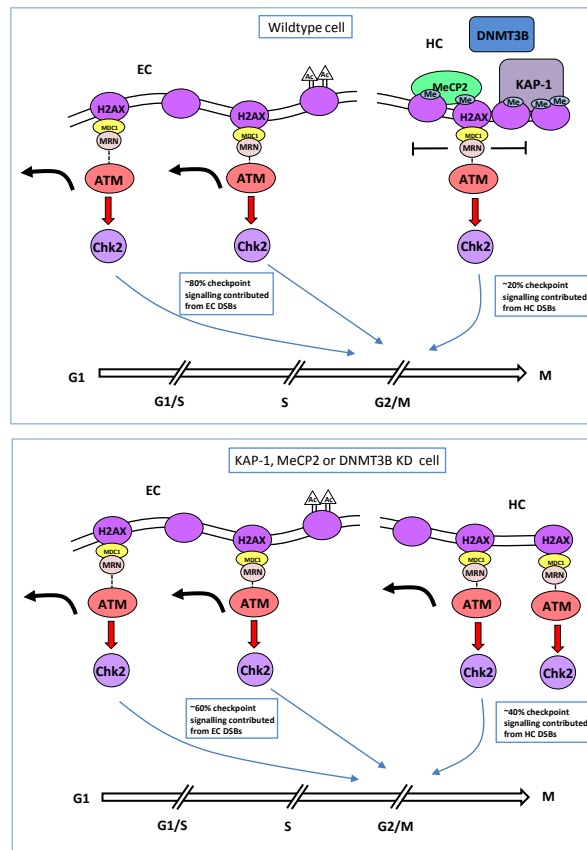 Wildtype cell
DNMT3B
EC
HC
Ac Ac
MeCP2
KAP-1
Me Me Me Me
H2AX H2AX H2AX
MDC1 MDC1 MDC1
MRN MRN MRN
ATM ATM ATM
Chk2 Chk2 Chk2
~80% checkpoint
signalling contributed
from EC DSBs
~20% checkpoint
signalling contributed
from HC DSBs
G1 M
G1/S S G2/M
KAP-1, MeCP2 or DNMT3B KD cell
EC
HC
Ac Ac
H2AX H2AX H2AX H2AX
MDC1 MDC1 MDC1 MDC1
MRN MRN MRN MRN
ATM ATM ATM ATM
Chk2 Chk2 Chk2 Chk2
~60% checkpoint
signalling contributed
from EC DSBs
~40% checkpoint
signalling contributed
from HC DSBs
G1 M
G1/S S G2/M